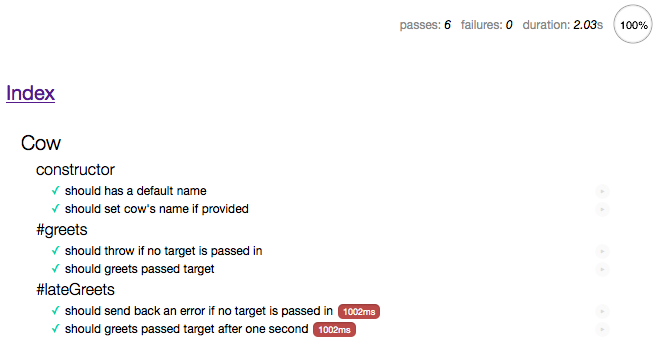 passes: 6 failures: 0 duration: 2.03s 100%
Index
Cow
constructor
✓ should has a default name
✓ should set cow's name if provided
#greets
✓ should throw if no target is passed in
✓ should greets passed target
#lateGreets
✓ should send back an error if no target is passed in 1002ms
✓ should greets passed target after one second 1002ms